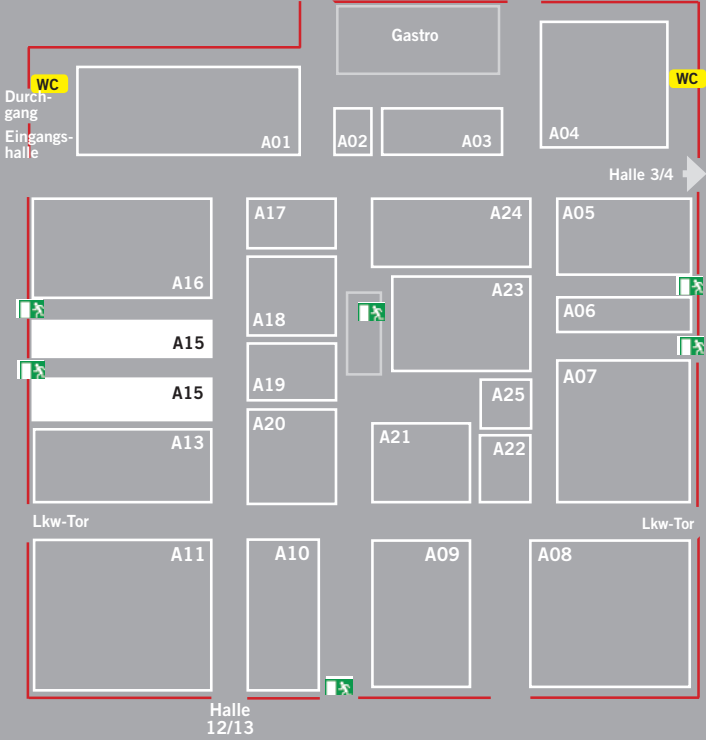 Gastro
WC
WC
Durch-
gang
Eingangs-
halle
A01
A02
A03
A04
Halle 3/4
A17
A24
A05
A16
A23
A18
A06
A15
A19
A07
A15
A25
A20
A13
A21
A22
Lkw-Tor
Lkw-Tor
A11
A10
A09
A08
Halle
12/13